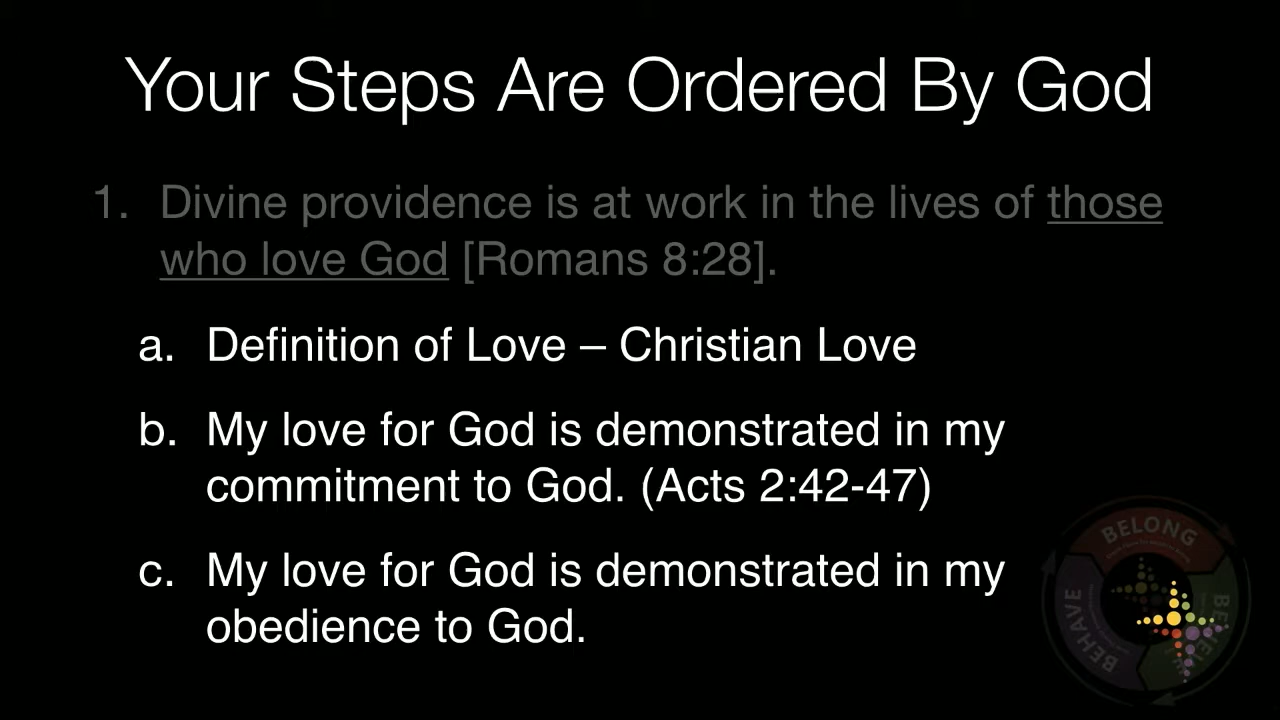 Your Steps Are Ordered By God
1. Divine providence is at work in the lives of those
who love God [Romans 8:28].
a. Definition of Love – Christian Love
b. My love for God is demonstrated in my
commitment to God. (Acts 2:42-47)
c. My love for God is demonstrated in my
obedience to God.
BELONG
BEHAVE